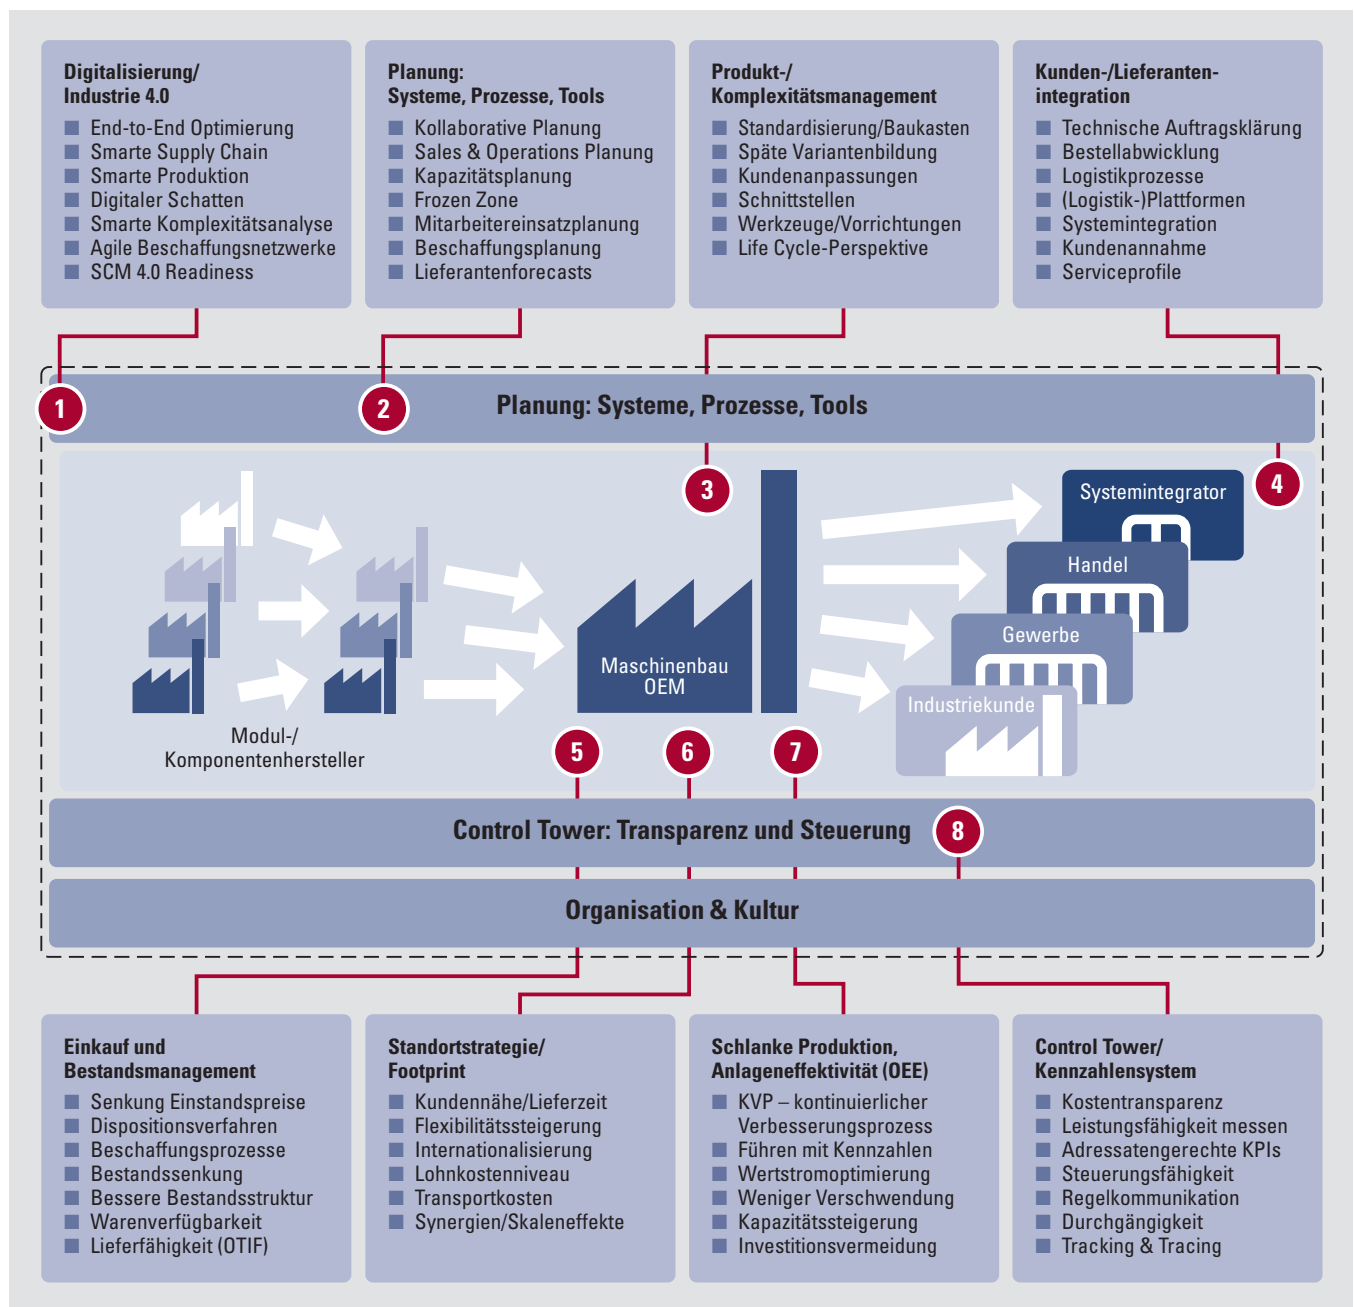 Digitalisierung/
Industrie 4.0
End-to-End Optimierung
Smarte Supply Chain
Smarte Produktion
Digitaler Schatten
Smarte Komplexitätsanalyse
Agile Beschaffungsnetzwerke
SCM 4.0 Readiness
Planung:
Systeme, Prozesse, Tools
Kollaborative Planung
Sales & Operations Planung
Kapazitätsplanung
Frozen Zone
Mitarbeitereinsatzplanung
Beschaffungsplanung
Lieferantenforecasts
Produkt-/
Komplexitätsmanagement
Standardisierung/Baukasten
Späte Variantenbildung
Kundenanpassungen
Schnittstellen
Werkzeuge/Vorrichtungen
Life Cycle-Perspektive
Kunden-/Lieferanten-
integration
Technische Auftragsklärung
Bestellabwicklung
Logistikprozesse
(Logistik-)Plattformen
Systemintegration
Kundenannahme
Serviceprofile
1
2
Planung: Systeme, Prozesse, Tools
3
4
Systemintegrator
Handel
Gewerbe
Industriekunde
Maschinenbau
OEM
Modul-/
Komponentenhersteller
5
6
7
Control Tower: Transparenz und Steuerung
8
Organisation & Kultur
Einkauf und
Bestandsmanagement
Senkung Einstandspreise
Dispositionsverfahren
Beschaffungsprozesse
Bestandssenkung
Bessere Bestandsstruktur
Warenverfügbarkeit
Lieferfähigkeit (OTIF)
Standortstrategie/
Footprint
Kundennähe/Lieferzeit
Flexibilitätssteigerung
Internationalisierung
Lohnkostenniveau
Transportkosten
Synergien/Skaleneffekte
Schlanke Produktion,
Anlageneffektivität (OEE)
KVP – kontinuierlicher
Verbesserungsprozess
Führen mit Kennzahlen
Wertstromoptimierung
Weniger Verschwendung
Kapazitätssteigerung
Investitionsvermeidung
Control Tower/
Kennzahlensystem
Kostentransparenz
Leistungsfähigkeit messen
Adressatengerechte KPIs
Steuerungsfähigkeit
Regelkommunikation
Durchgängigkeit
Tracking & Tracing